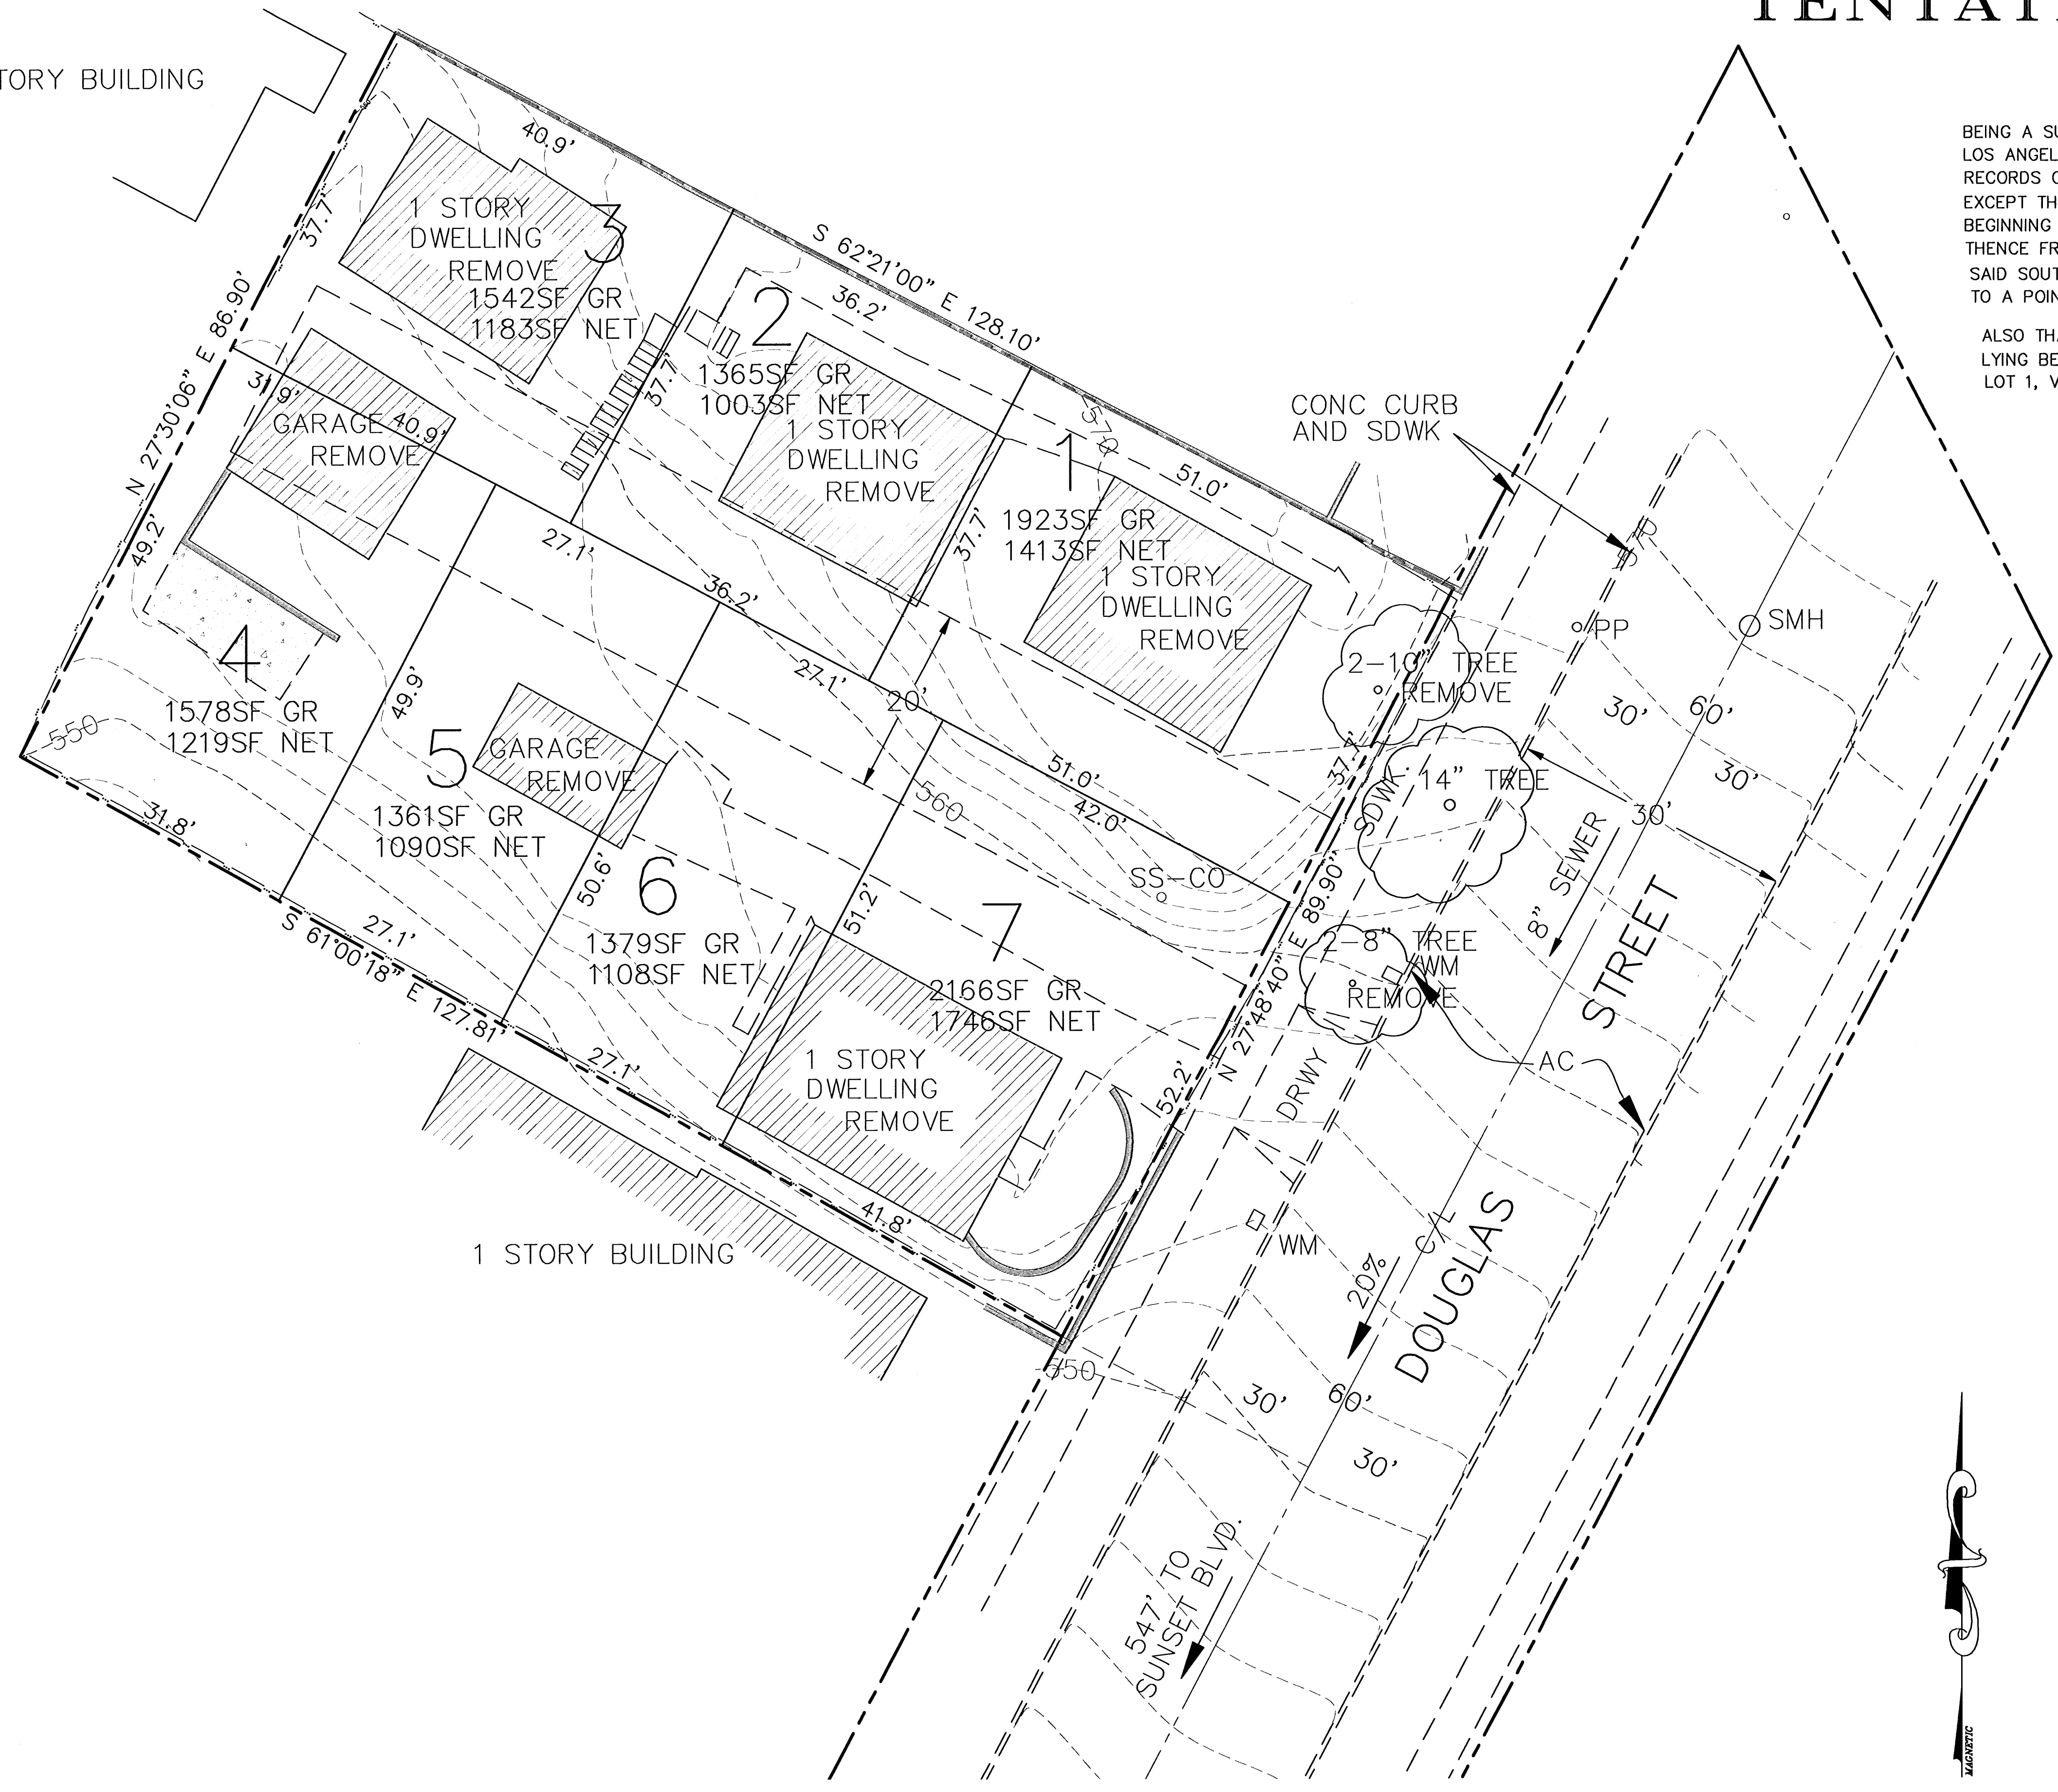 TENTATI
TORY BUILDING
BEING A SU
LOS ANGEL
RECORDS O
EXCEPT TH
BEGINNING
THENCE FR
SAID SOUT
TO A POIN
ALSO THA
LYING BE
LOT 1, V
40.9'
37.7'
1 STORY
DWELLING
REMOVE
3
1542SF GR
1183SF NET
S 62°21'00" E 128.10'
N 27°30'06" E 86.90'
2
36.2'
1365SF GR
1003SF NET
37.7'
1 STORY
DWELLING
REMOVE
31.9'
GARAGE
REMOVE
40.9'
570
1
51.0'
1923SF GR
1413SF NET
37.7'
1 STORY
DWELLING
REMOVE
CONC CURB
AND SDWK
PP
SMH
2-10" TREE
REMOVE
37.7'
SDWK
14" TREE
30'
60'
30'
30'
8" SEWER
49.2'
27.1'
36.2'
27.1'
20'
4
1578SF GR
1219SF NET
550
49.9'
5
GARAGE
REMOVE
1361SF GR
1090SF NET
31.8'
51.0'
42.0'
560
SS-CO
6
50.6'
1379SF GR
1108SF NET
51.2'
7
2166SF GR
1746SF NET
1 STORY
DWELLING
REMOVE
27.1'
S 61°00'18" E 127.81'
27.1'
41.8'
52.2'
N 27°48'40" E 89.90'
2-8" TREE
WM
REMOVE
DRWY
AC
STREET
DOUGLAS
C/L
20%
WM
1 STORY BUILDING
550
30'
60'
30'
547' TO
SUNSET BLVD.
MAGNETIC